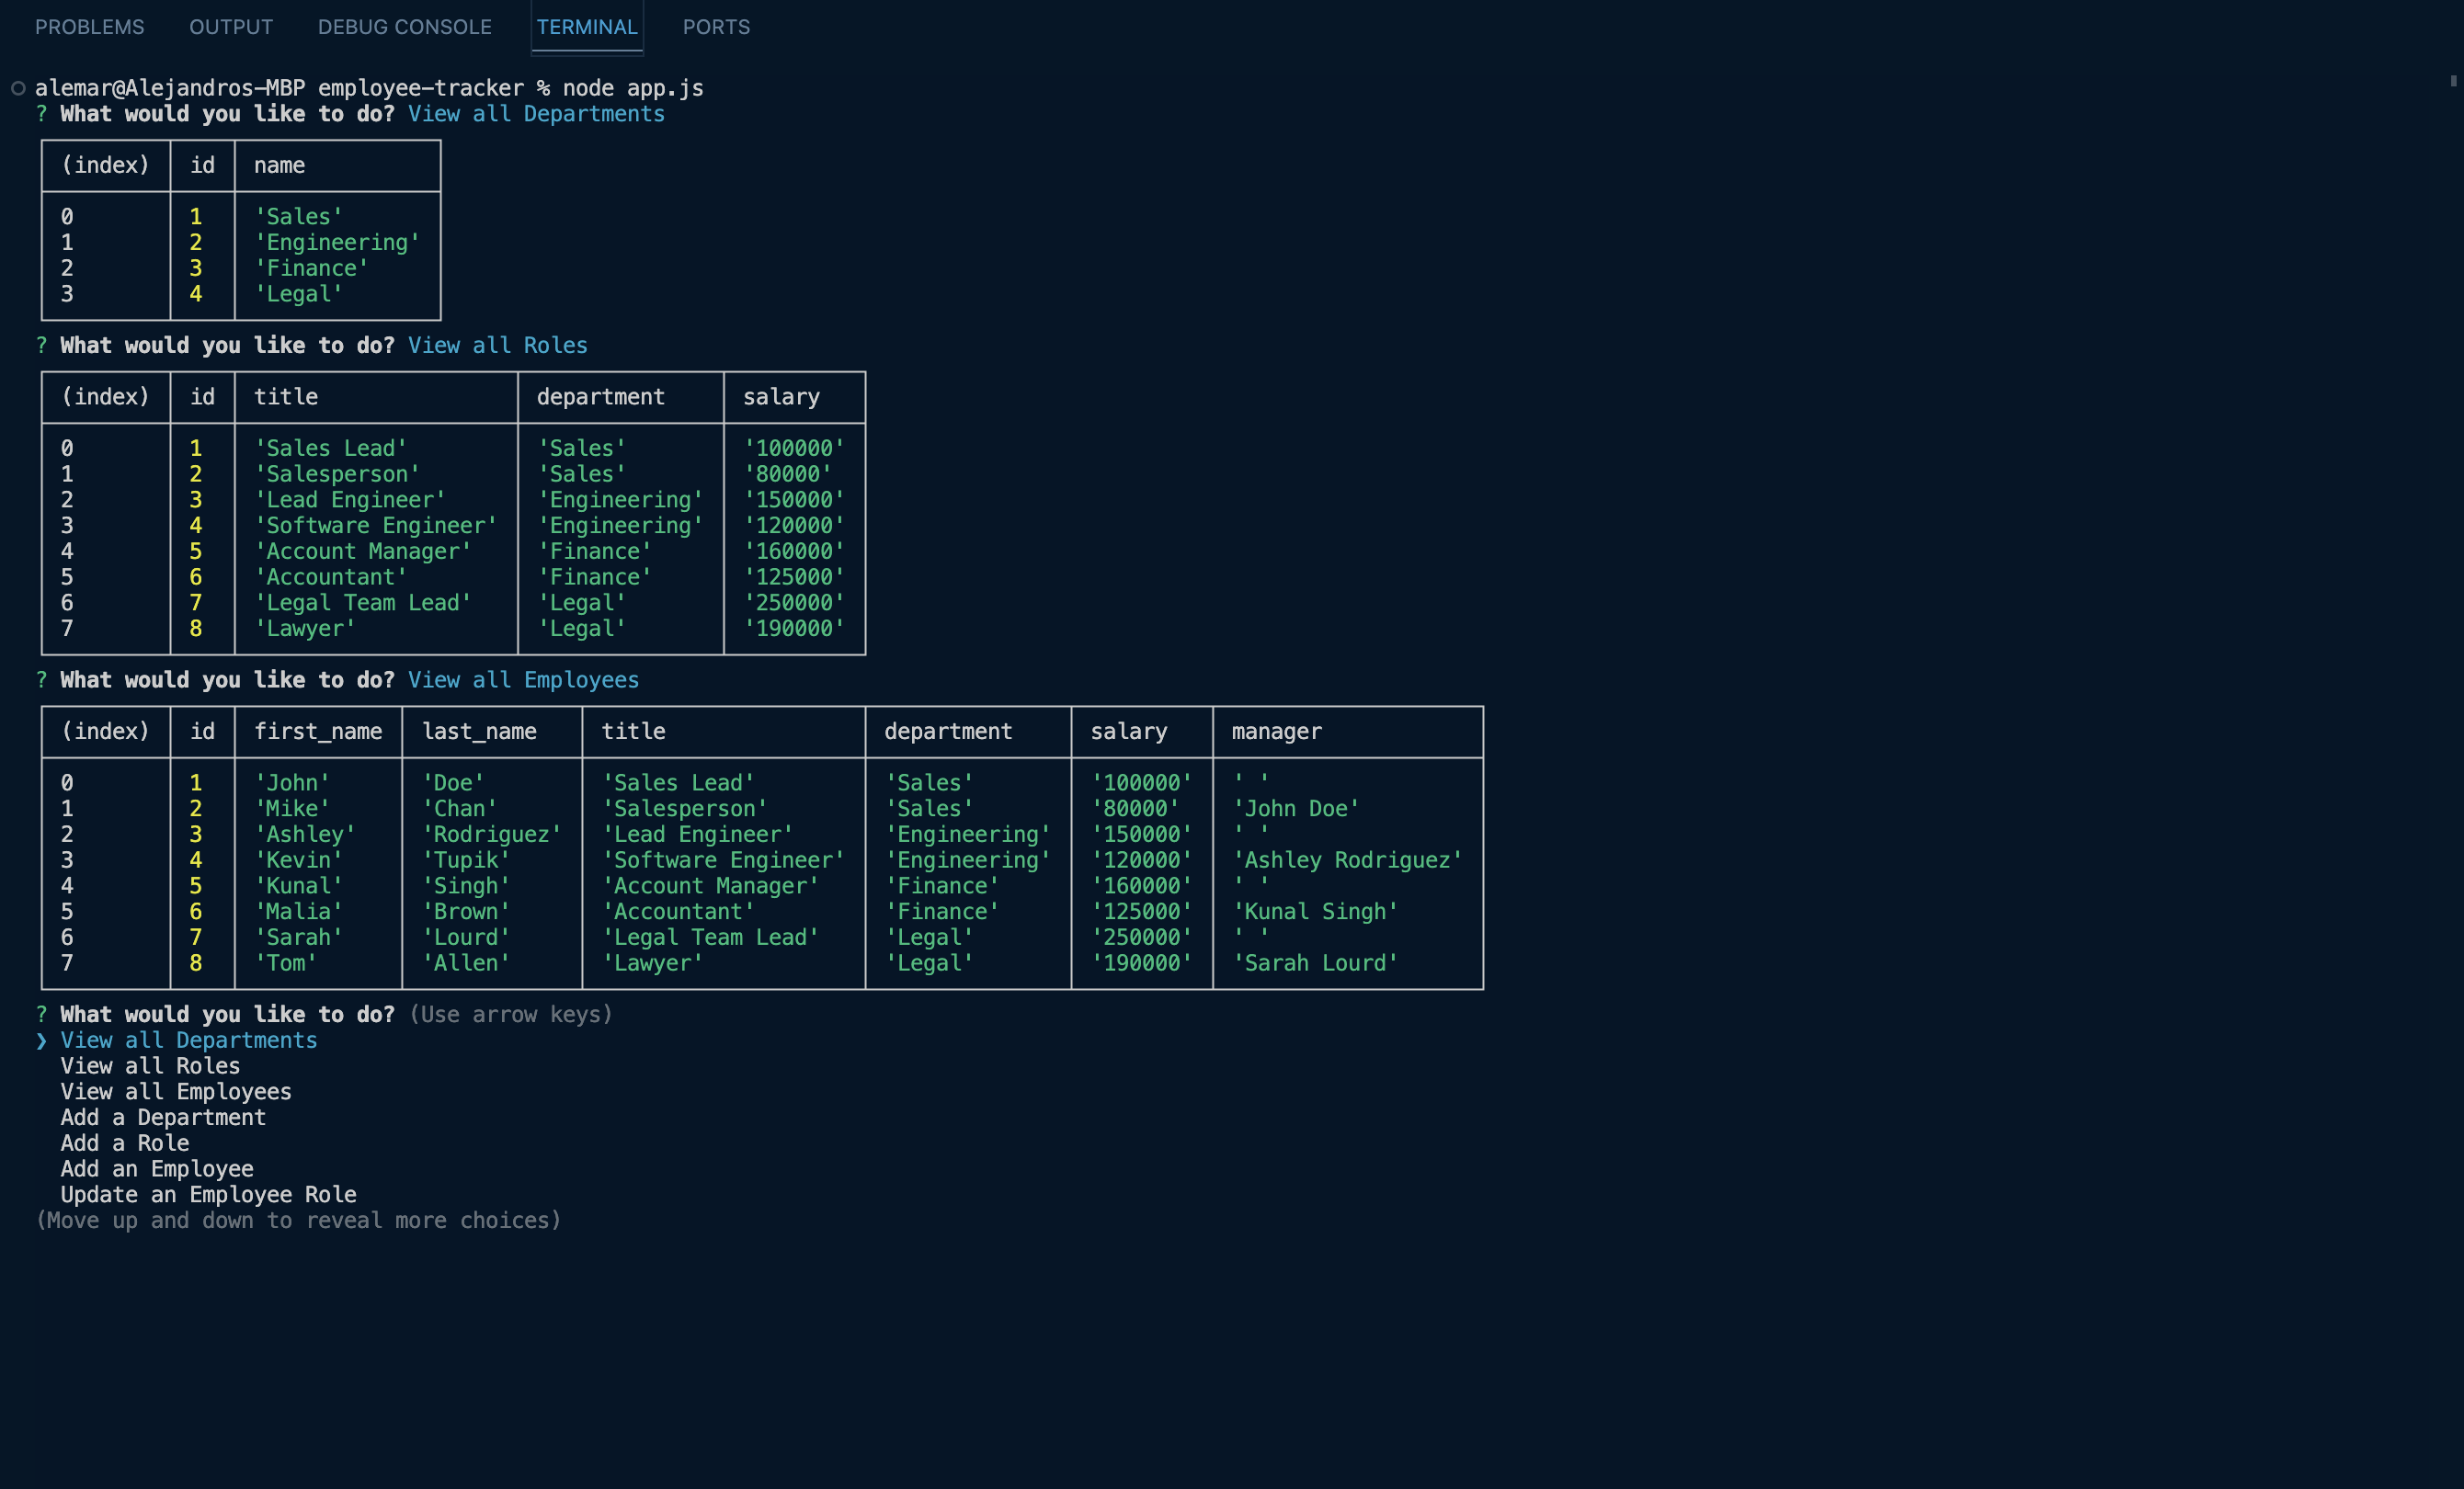 PROBLEMS OUTPUT DEBUG CONSOLE TERMINAL PORTS
alemar@Alejandros-MBP employee-tracker % node app.js
? What would you like to do? View all Departments
(index) id name
0 1 'Sales'
1 2 'Engineering'
2 3 'Finance'
3 4 'Legal'
? What would you like to do? View all Roles
(index) id title department salary
0 1 'Sales Lead' 'Sales' '100000'
1 2 'Salesperson' 'Sales' '80000'
2 3 'Lead Engineer' 'Engineering' '150000'
3 4 'Software Engineer' 'Engineering' '120000'
4 5 'Account Manager' 'Finance' '160000'
5 6 'Accountant' 'Finance' '125000'
6 7 'Legal Team Lead' 'Legal' '250000'
7 8 'Lawyer' 'Legal' '190000'
? What would you like to do? View all Employees
(index) id first_name last_name title department salary manager
0 1 'John' 'Doe' 'Sales Lead' 'Sales' '100000' ' '
1 2 'Mike' 'Chan' 'Salesperson' 'Sales' '80000' 'John Doe'
2 3 'Ashley' 'Rodriguez' 'Lead Engineer' 'Engineering' '150000' ' '
3 4 'Kevin' 'Tupik' 'Software Engineer' 'Engineering' '120000' 'Ashley Rodriguez'
4 5 'Kunal' 'Singh' 'Account Manager' 'Finance' '160000' ' '
5 6 'Malia' 'Brown' 'Accountant' 'Finance' '125000' 'Kunal Singh'
6 7 'Sarah' 'Lourd' 'Legal Team Lead' 'Legal' '250000' ' '
7 8 'Tom' 'Allen' 'Lawyer' 'Legal' '190000' 'Sarah Lourd'
? What would you like to do? (Use arrow keys)
❯ View all Departments
View all Roles
View all Employees
Add a Department
Add a Role
Add an Employee
Update an Employee Role
(Move up and down to reveal more choices)